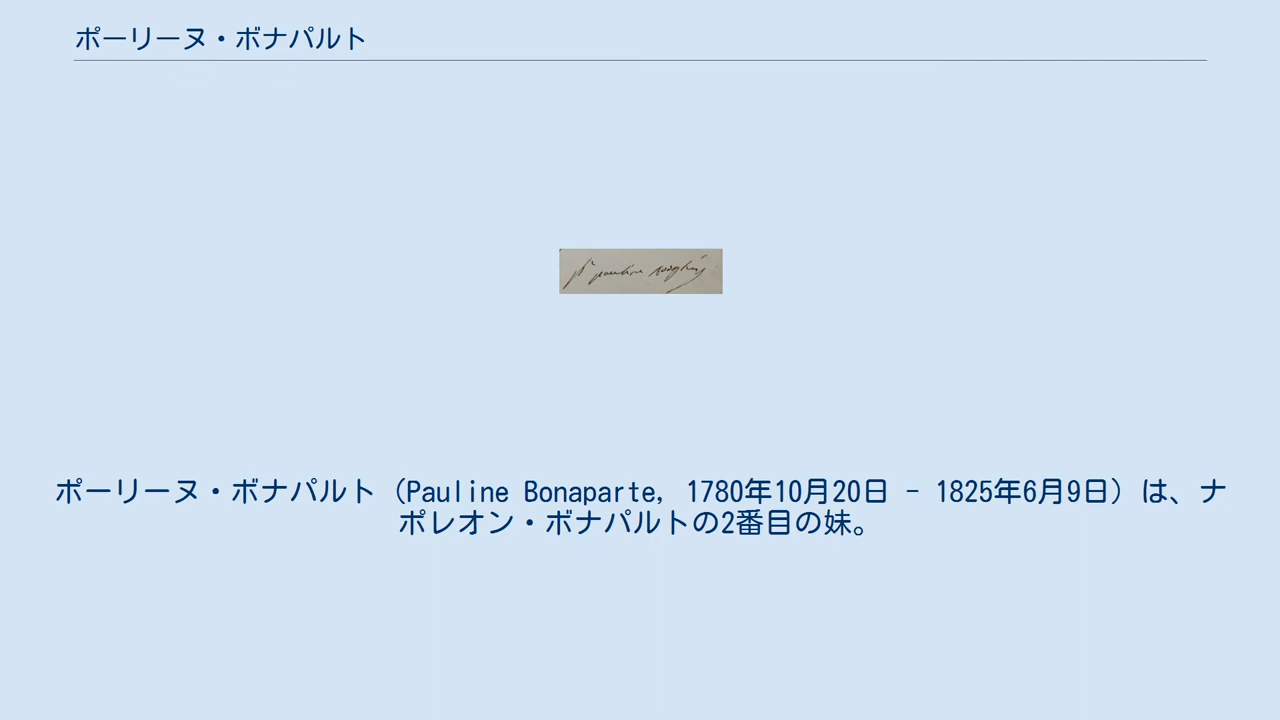 ポーリーヌ・ボナパルト
pauline
ポーリーヌ・ボナパルト（Pauline Bonaparte, 1780年10月20日 - 1825年6月9日）は、ナ
ポレオン・ボナパルトの2番目の妹。